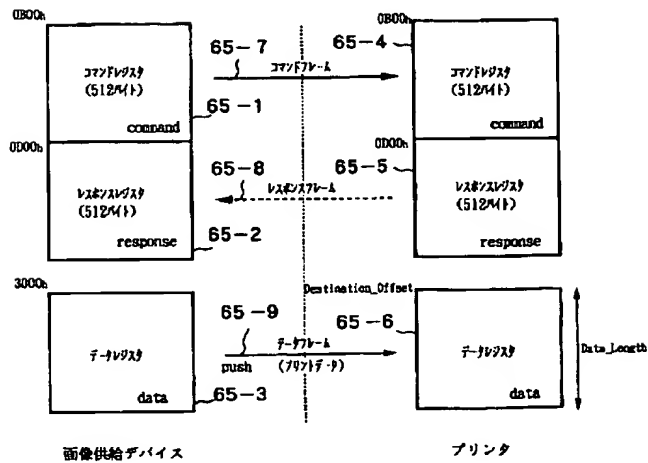 0B00h
コマンドレジスタ
(512バイト)
command
65-1
65-7
コマンドフレーム
0B00h
65-4
コマンドレジスタ
(512バイト)
command
0D00h
レスポンスレジスタ
(512バイト)
response
65-2
65-8
レスポンスフレーム
0D00h
65-5
レスポンスレジスタ
(512バイト)
response
3000h
データレジスタ
data
65-3
65-9
データフレーム
push
(プリントデータ)
Destination_Offset
65-6
データレジスタ
data
Data_Length
画像供給デバイス
プリンタ